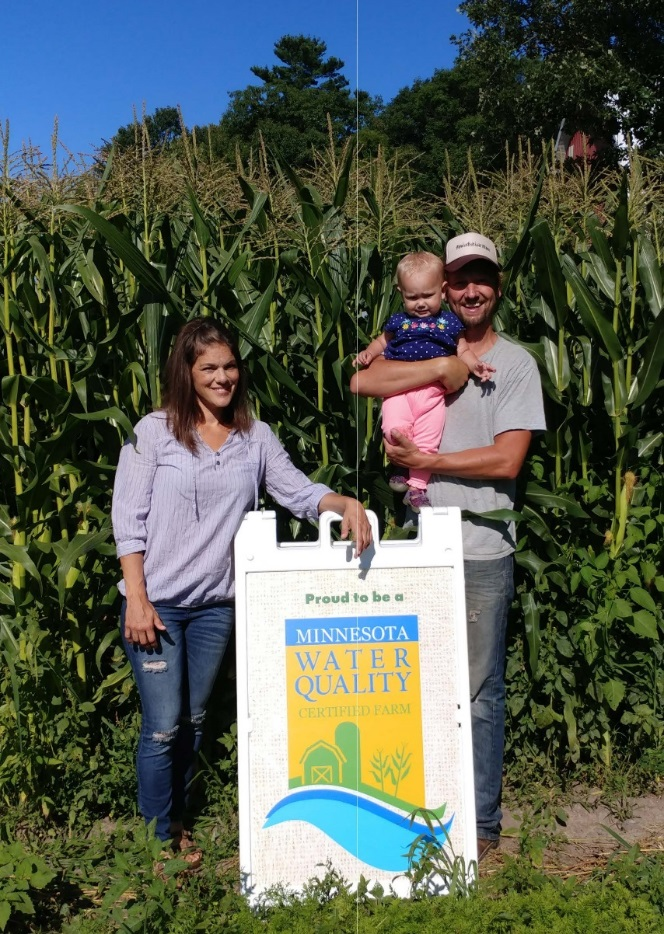 Proud to be a
MINNESOTA
WATER
QUALITY
CERTIFIED FARM